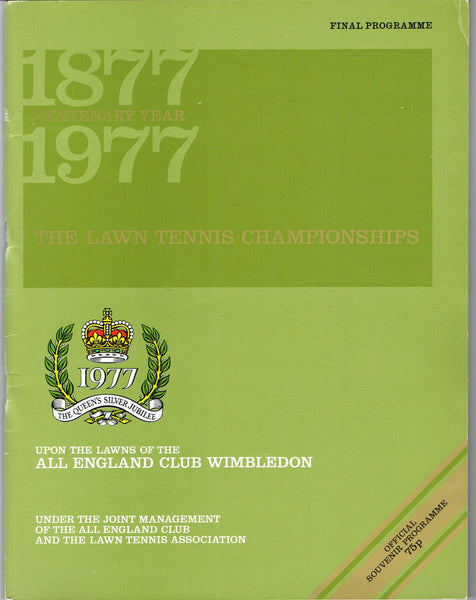 FINAL PROGRAMME
1877
CENTENARY YEAR
1977
THE LAWN TENNIS CHAMPIONSHIPS
1977
THE QUEEN'S SILVER JUBILEE
UPON THE LAWNS OF THE
ALL ENGLAND CLUB WIMBLEDON
UNDER THE JOINT MANAGEMENT
OF THE ALL ENGLAND CLUB
AND THE LAWN TENNIS ASSOCIATION
OFFICIAL
SOUVENIR PROGRAMME
75p